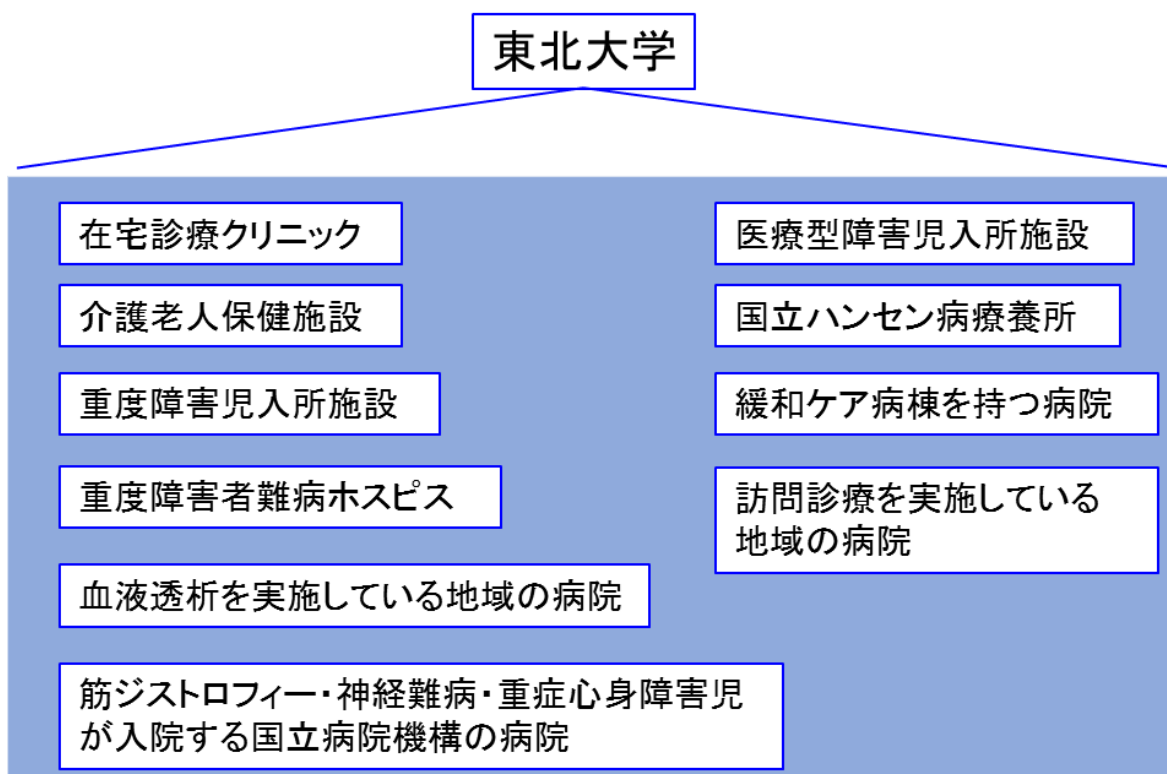 東北大学
在宅診療クリニック
介護老人保健施設
重度障害児入所施設
重度障害者難病ホスピス
血液透析を実施している地域の病院
筋ジストロフィー・神経難病・重症心身障害児
が入院する国立病院機構の病院
医療型障害児入所施設
国立ハンセン病療養所
緩和ケア病棟を持つ病院
訪問診療を実施している
地域の病院